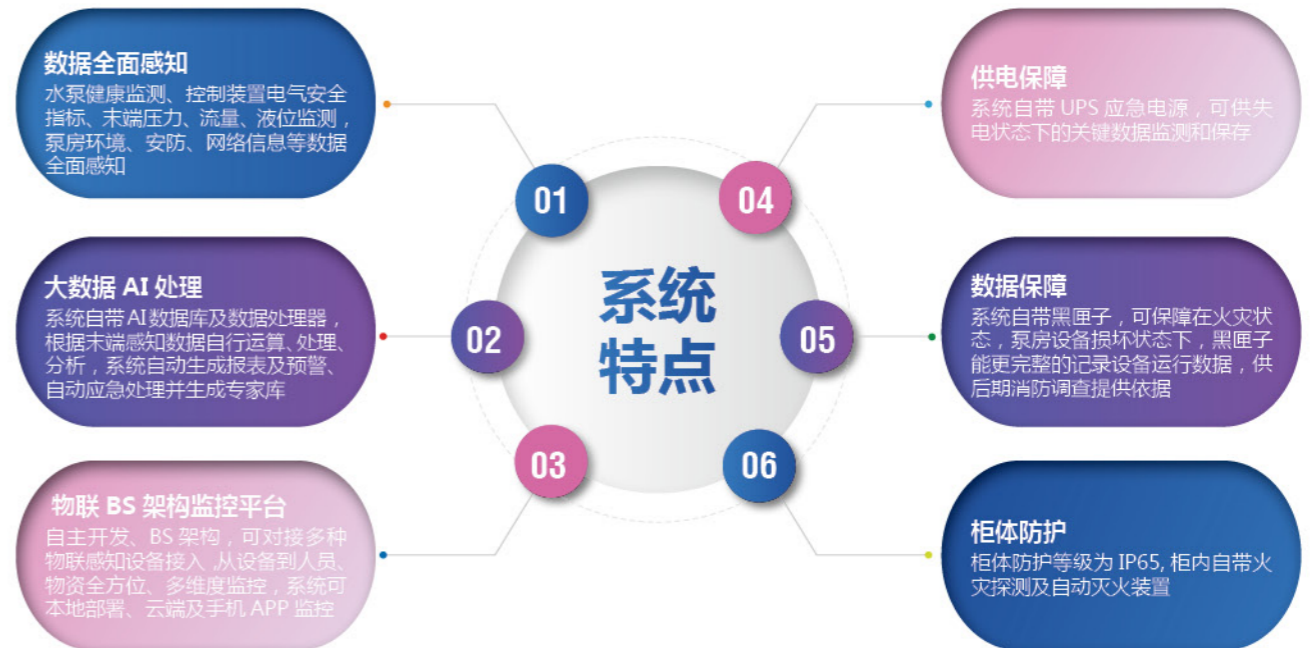 数据全面感知
水泵健康监测、控制装置电气安全
指标、末端压力、流量、液位监测，
泵房环境、安防、网络信息等数据
全面感知
大数据 AI 处理
系统自带AI数据库及数据处理器，
根据末端感知数据自行运算、处理、
分析，系统自动生成报表及预警、
自动应急处理并生成专家库
物联 BS 架构监控平台
自主开发、BS 架构，可对接多种
物联感知设备接入,从设备到人员、
物资全方位、多维度监控，系统可
本地部署、云端及手机 APP 监控
01
02
03
系统
特点
04
05
06
供电保障
系统自带 UPS 应急电源，可供失
电状态下的关键数据监测和保存
数据保障
系统自带黑匣子，可保障在火灾状
态，泵房设备损坏状态下，黑匣子
能更完整的记录设备运行数据，供
后期消防调查提供依据
柜体防护
柜体防护等级为 IP65, 柜内自带火
灾探测及自动灭火装置